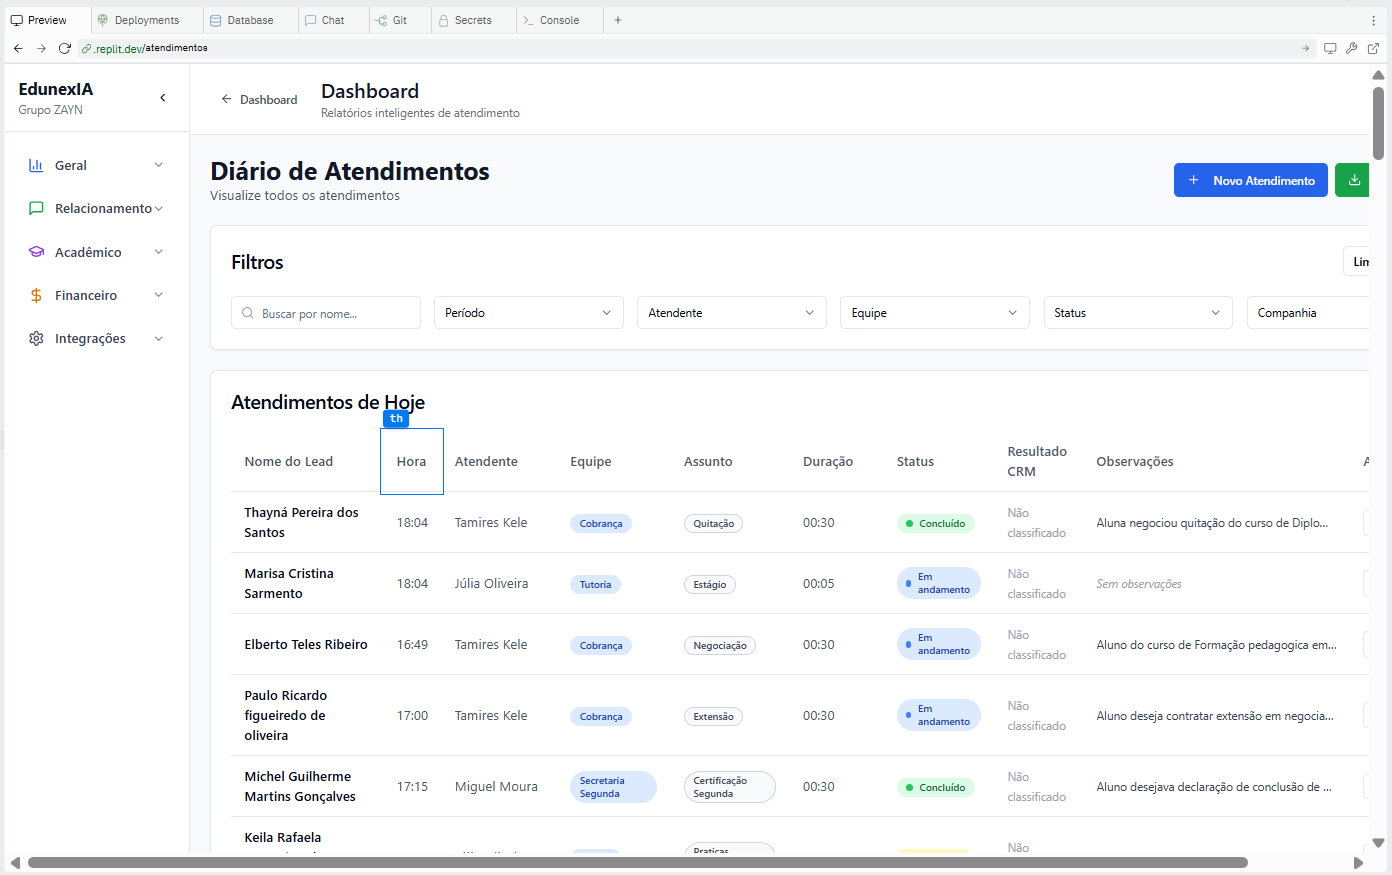 Preview
Deployments
Database
Chat
Git
Secrets
Console
.replit.dev/atendimentos
EdunexIA
Grupo ZAYN
Geral
Relacionamento
Acadêmico
Financeiro
Integrações
Dashboard
Dashboard
Relatórios inteligentes de atendimento
Diário de Atendimentos
Visualize todos os atendimentos
Novo Atendimento
Filtros
Lim
Buscar por nome...
Período
Atendente
Equipe
Status
Companhia
Atendimentos de Hoje
th
Nome do Lead
Hora
Atendente
Equipe
Assunto
Duração
Status
Resultado
CRM
Observações
A
Thayná Pereira dos
Santos
18:04
Tamires Kele
Cobrança
Quitação
00:30
Concluído
Não
classificado
Aluna negociou quitação do curso de Diplo...
Marisa Cristina
Sarmento
18:04
Júlia Oliveira
Tutoria
Estágio
00:05
Em
andamento
Não
classificado
Sem observações
Elberto Teles Ribeiro
16:49
Tamires Kele
Cobrança
Negociação
00:30
Em
andamento
Não
classificado
Aluno do curso de Formação pedagogica em...
Paulo Ricardo
figueiredo de
oliveira
17:00
Tamires Kele
Cobrança
Extensão
00:30
Em
andamento
Não
classificado
Aluno deseja contratar extensão em negocia...
Michel Guilherme
Martins Gonçalves
17:15
Miguel Moura
Secretaria
Segunda
Certificação
Segunda
00:30
Concluído
Não
classificado
Aluno desejava declaração de conclusão de ...
Keila Rafaela
Praticas
Não